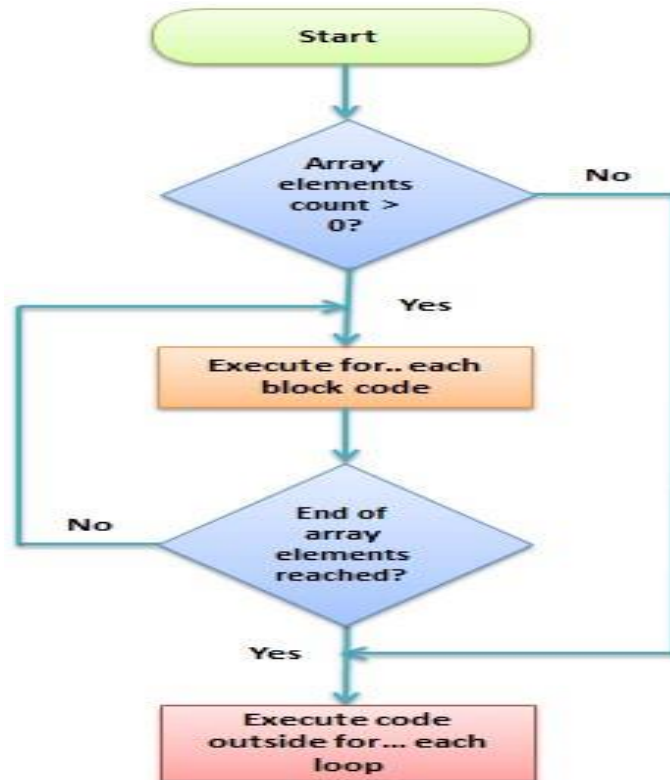 Start
Array
elements
count >
0?
No
Yes
Execute for.. each
block code
End of
array
elements
reached?
No
Yes
Execute code
outside for... each
loop